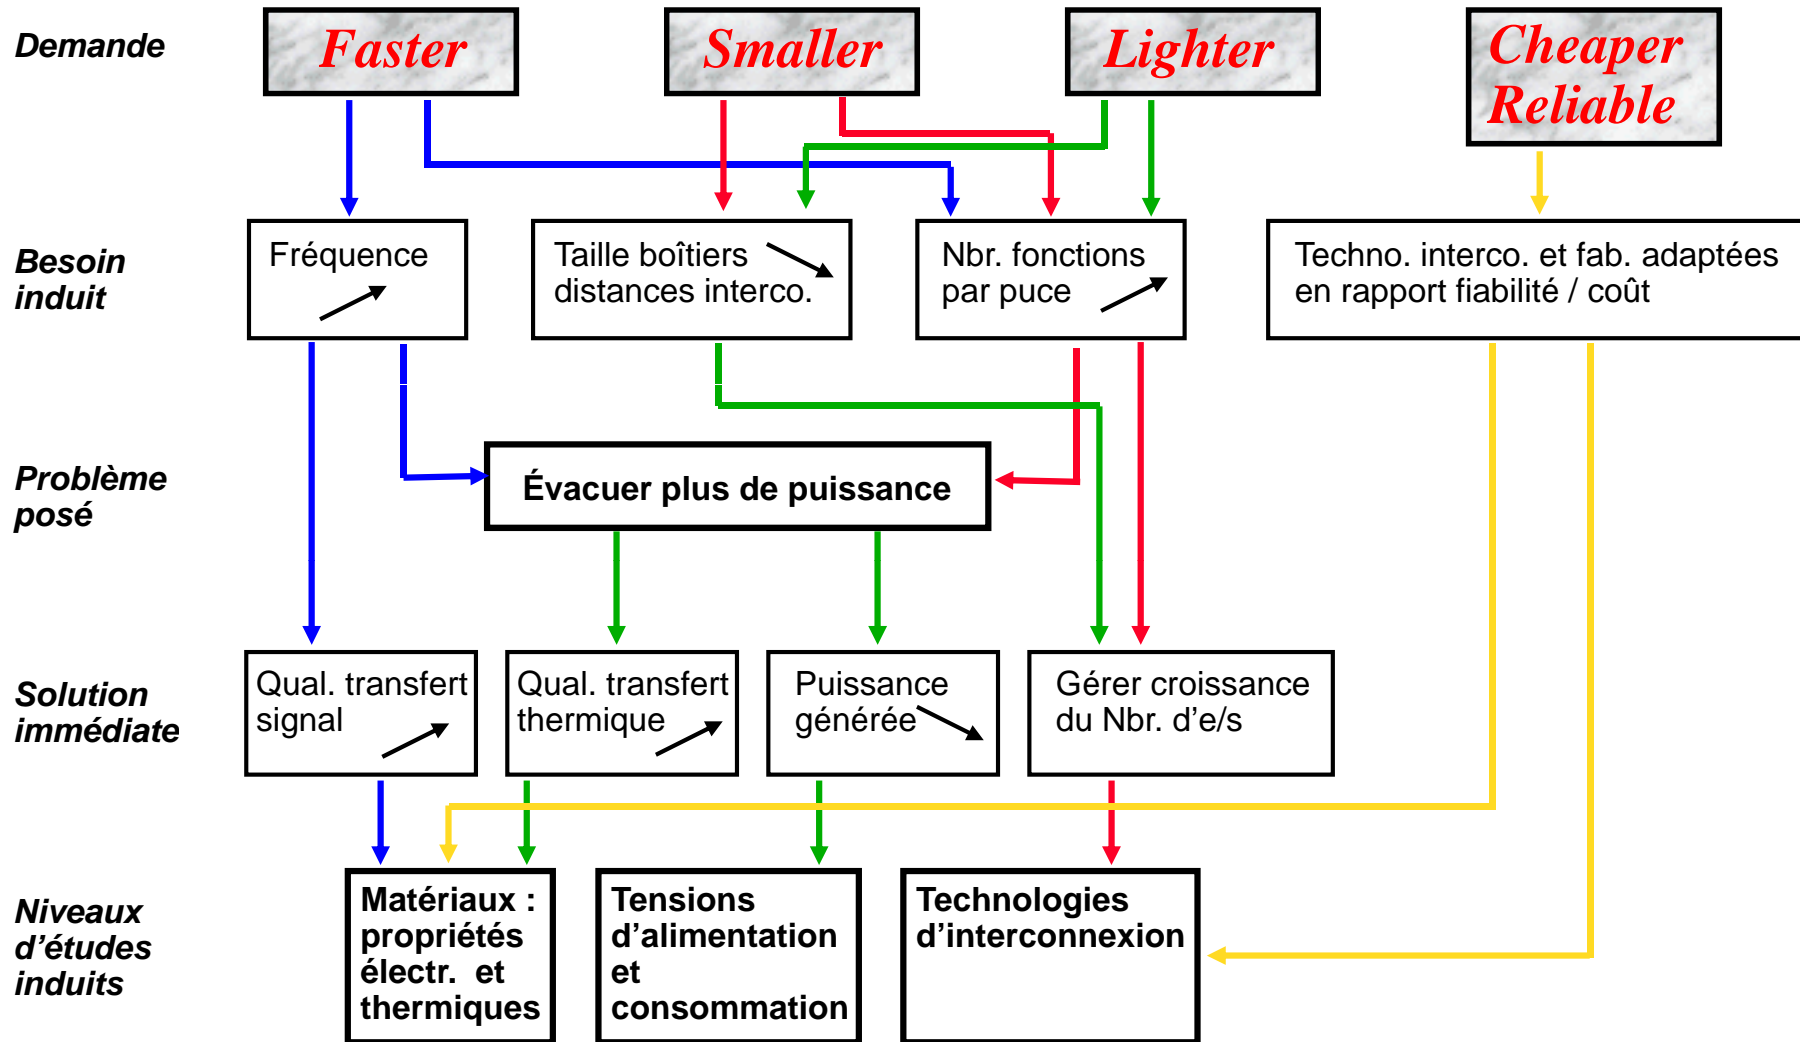 Demande
Faster
Smaller
Lighter
Cheaper
Reliable
Besoin
induit
Fréquence
Taille boîtiers
distances interco.
Nbr. fonctions
par puce
Techno. interco. et fab. adaptées
en rapport fiabilité / coût
Problème
posé
Évacuer plus de puissance
Solution
immédiate
Qual. transfert
signal
Qual. transfert
thermique
Puissance
générée
Gérer croissance
du Nbr. d’e/s
Niveaux
d’études
induits
Matériaux :
propriétés
électr. et
thermiques
Tensions
d’alimentation
et
consommation
Technologies
d’interconnexion